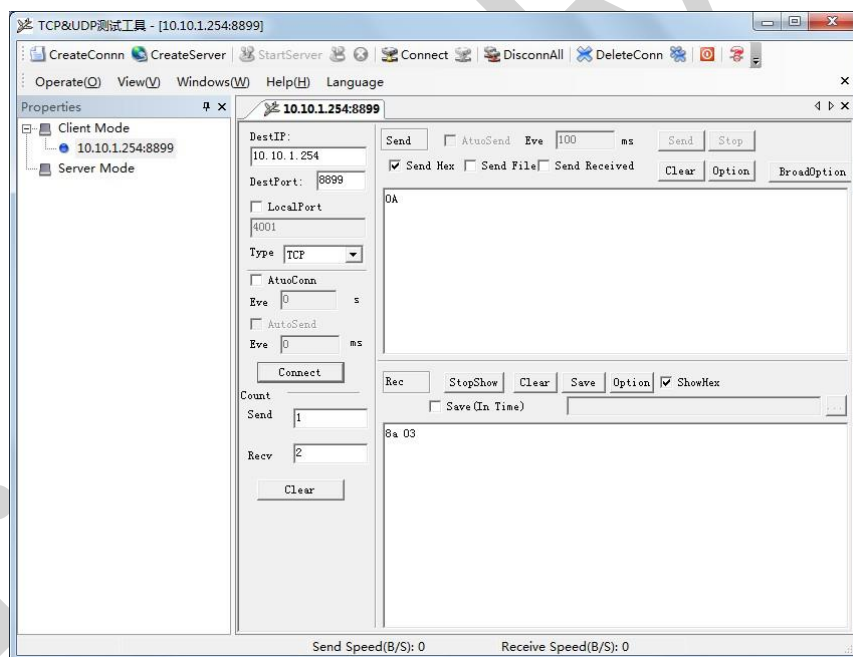 TCP&UDP测试工具 - [10.10.1.254:8899]
CreateConnn CreateServer StartServer Connect DisconnAll DeleteConn
Operate(O) View(V) Windows(W) Help(H) Language
Properties
Client Mode
10.10.1.254:8899
Server Mode
10.10.1.254:8899
DestIP:
10.10.1.254
DestPort: 8899
LocalPort
4001
Type TCP
AtuoConn
Eve 0 s
AutoSend
Eve 0 ms
Connect
Count
Send 1
Recv 2
Clear
Send AtuoSend Eve 100 ms Send Stop
Send Hex Send File Send Received Clear Option BroadOption
0A
Rec StopShow Clear Save Option ShowHex
Save(In Time) ...
8a 03
Send Speed(B/S): 0 Receive Speed(B/S): 0